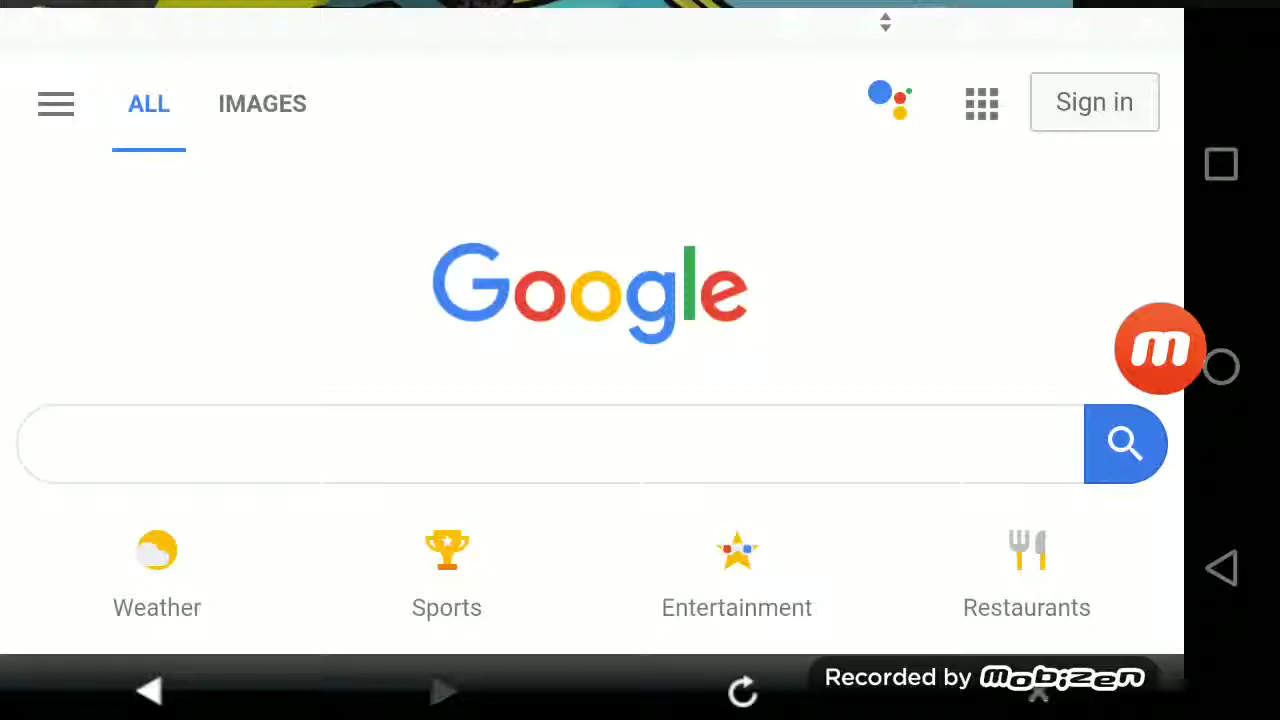 ALL IMAGES Sign in
Google
m
Weather Sports Entertainment Restaurants
Recorded by mobizen